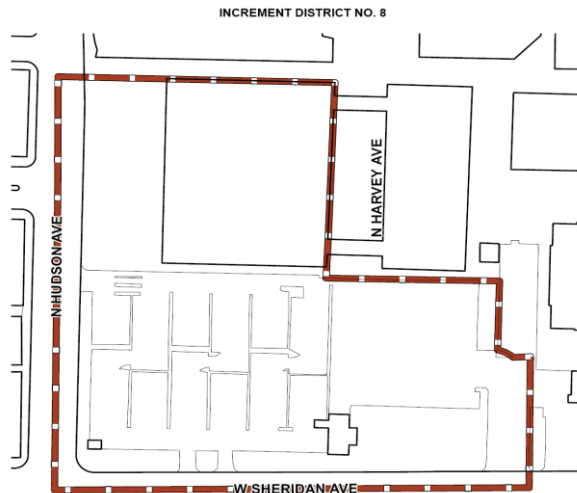 INCREMENT DISTRICT NO. 8
N HARVEY AVE
N HUDSON AVE
W SHERIDAN AVE